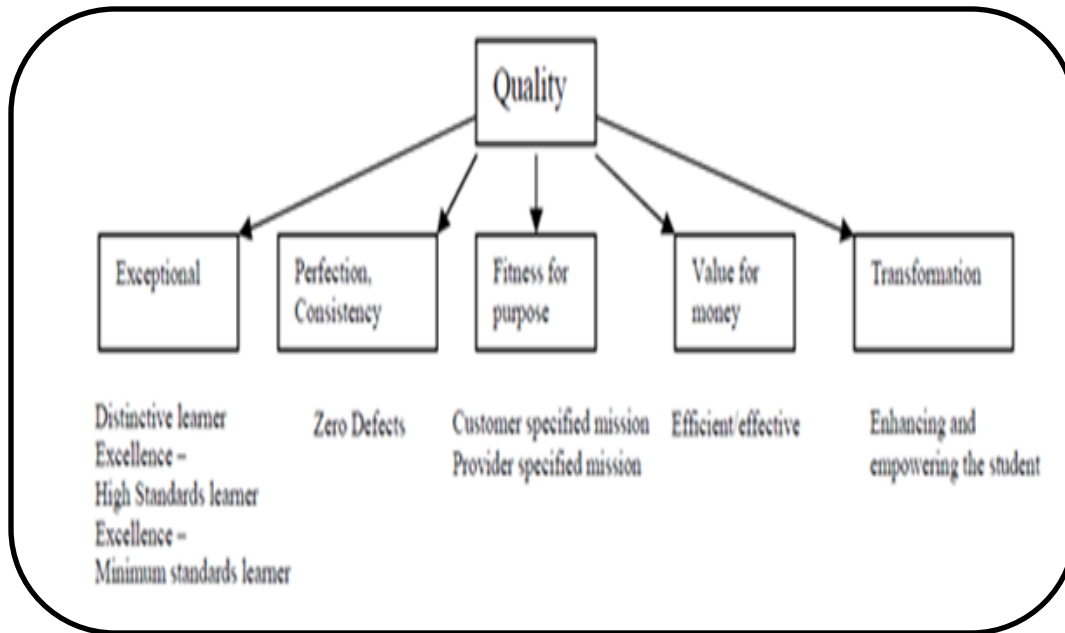 Quality
Exceptional
Perfection,
Consistency
Fitness for
purpose
Value for
money
Transformation
Distinctive learner
Excellence –
High Standards learner
Excellence –
Minimum standards learner
Zero Defects
Customer specified mission
Provider specified mission
Efficient/effective
Enhancing and
empowering the student